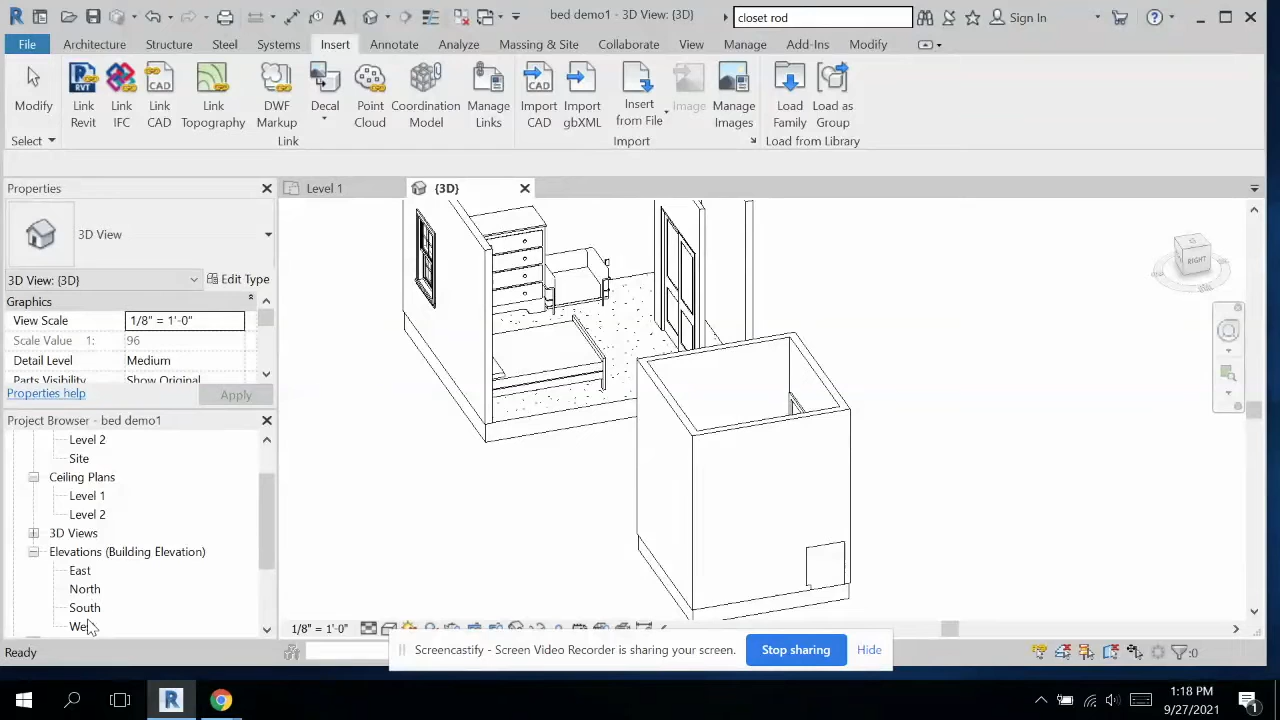 bed demo1 - 3D View: {3D}
closet rod
Sign In
File
Architecture
Structure
Steel
Systems
Insert
Annotate
Analyze
Massing & Site
Collaborate
View
Manage
Add-Ins
Modify
Modify
Link Revit
Link IFC
Link CAD
Link Topography
DWF Markup
Decal
Point Cloud
Coordination Model
Manage Links
Import CAD
Import gbXML
Insert from File
Image
Manage Images
Load Family
Load as Group
Select
Link
Import
Load from Library
Properties
Level 1
{3D}
3D View
RIGHT
3D View: {3D}
Edit Type
Graphics
View Scale
1/8" = 1'-0"
Scale Value 1:
96
Detail Level
Medium
Parts Visibility
Show Original
Properties help
Apply
Project Browser - bed demo1
Level 2
Site
Ceiling Plans
Level 1
Level 2
3D Views
Elevations (Building Elevation)
East
North
South
1/8" = 1'-0"
Ready
Screencastify - Screen Video Recorder is sharing your screen.
Stop sharing
Hide
:0
1:18 PM
9/27/2021
1